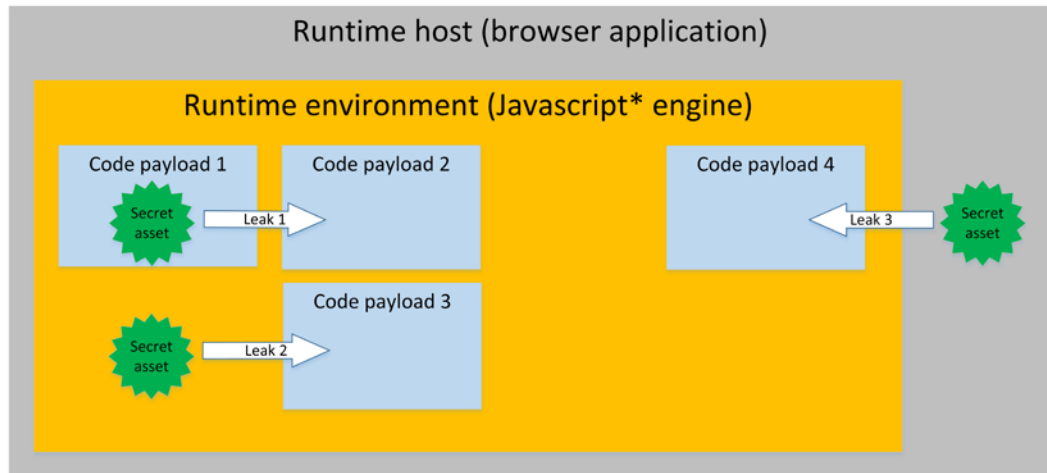 Runtime host (browser application)
Runtime environment (Javascript* engine)
Code payload 1
Code payload 2
Code payload 4
Secret
asset
Leak 1
Leak 3
Secret
asset
Code payload 3
Secret
asset
Leak 2